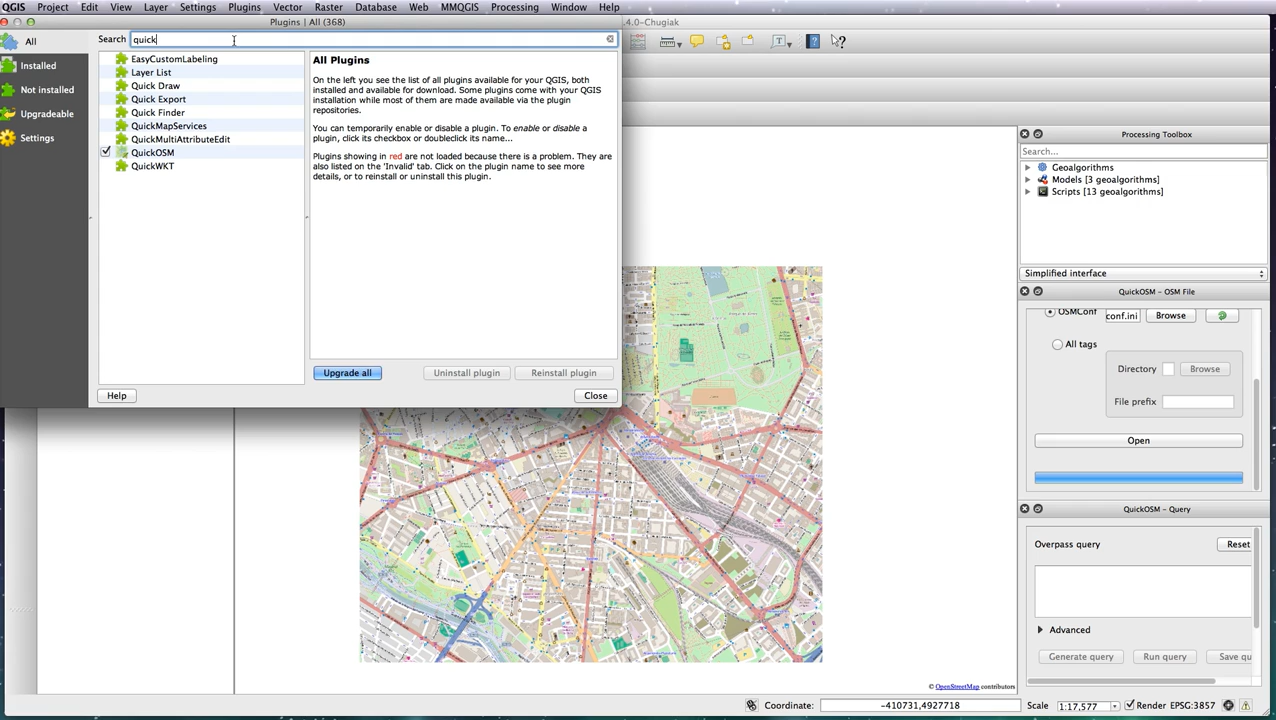 QGIS Project Edit View Layer Settings Plugins Vector Raster Database Web MMQGIS Processing Window Help
Plugins | All (368)
.4.0-Chugiak
All
Installed
Not installed
Upgradeable
Settings
Search quick
EasyCustomLabeling
Layer List
Quick Draw
Quick Export
Quick Finder
QuickMapServices
QuickMultiAttributeEdit
QuickOSM
QuickWKT
All Plugins
On the left you see the list of all plugins available for your QGIS, both
installed and available for download. Some plugins come with your QGIS
installation while most of them are made available via the plugin
repositories.
You can temporarily enable or disable a plugin. To enable or disable a
plugin, click its checkbox or doubleclick its name...
Plugins showing in red are not loaded because there is a problem. They are
also listed on the 'Invalid' tab. Click on the plugin name to see more
details, or to reinstall or uninstall this plugin.
Upgrade all Uninstall plugin Reinstall plugin
Help Close
Processing Toolbox
Search...
Geoalgorithms
Models [3 geoalgorithms]
Scripts [13 geoalgorithms]
Simplified interface
QuickOSM - OSM File
OSMConf conf.ini Browse
All tags
Directory Browse
File prefix
Open
QuickOSM - Query
Overpass query Reset
Advanced
Generate query Run query Save qu
© OpenStreetMap contributors
Coordinate: -410731,4927718 Scale 1:17,577 Render EPSG:3857